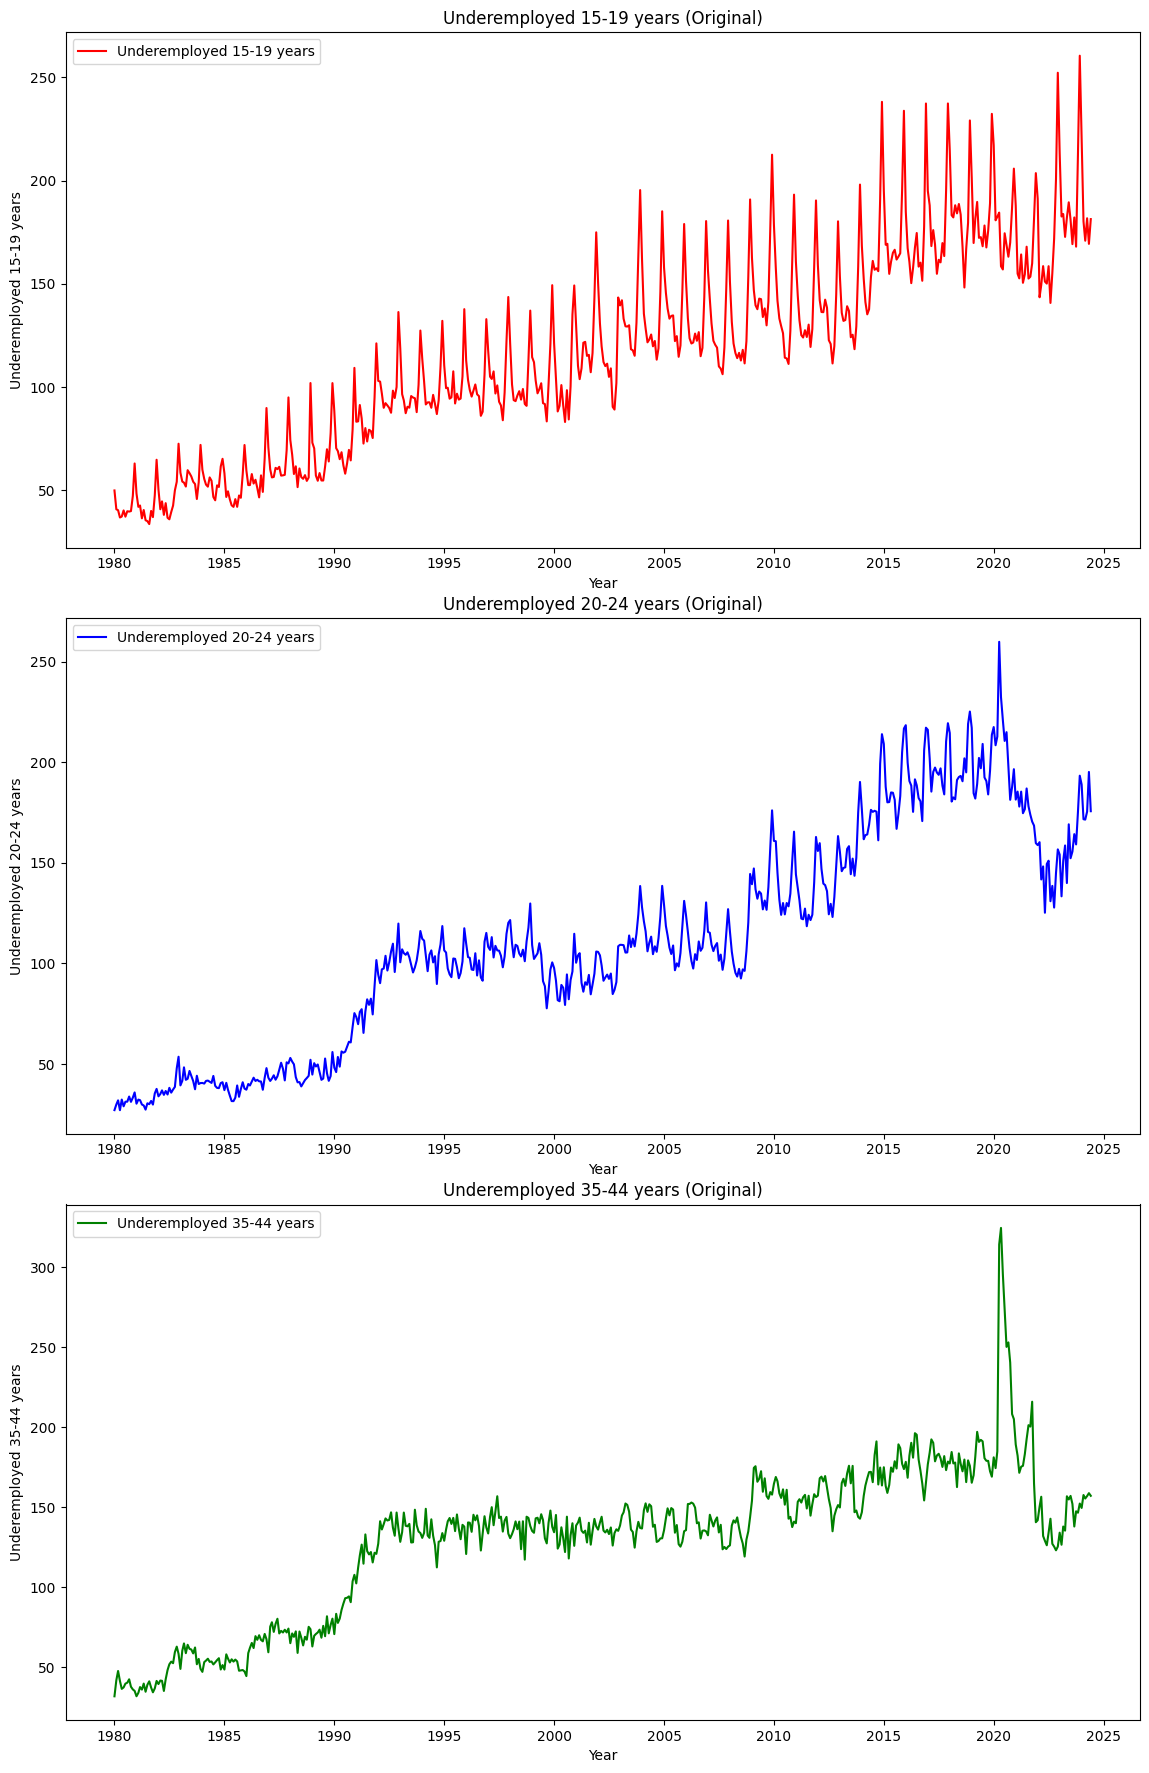 Underemployed 15-19 years (Original)
Underemployed 15-19 years
250
200
150
100
50
Underemployed 15-19 years
1980 1985 1990 1995 2000 2005 2010 2015 2020 2025
Year
Underemployed 20-24 years (Original)
Underemployed 20-24 years
250
200
150
100
50
Underemployed 20-24 years
1980 1985 1990 1995 2000 2005 2010 2015 2020 2025
Year
Underemployed 35-44 years (Original)
Underemployed 35-44 years
300
250
200
150
100
50
Underemployed 35-44 years
1980 1985 1990 1995 2000 2005 2010 2015 2020 2025
Year